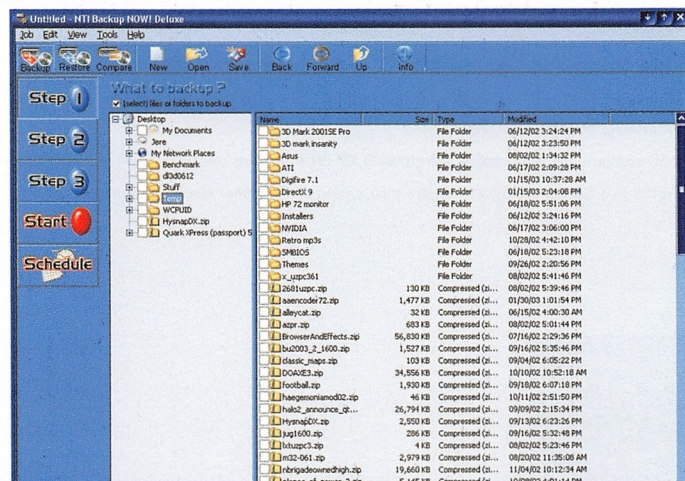 Untitled - NTI Backup NOW! Deluxe
Job Edit View Tools Help
Backup Restore Compare New Open Save Back Forward Up Info
What to backup ?
(select) files or folders to backup
Step 1
Step 2
Step 3
Start
Schedule
Desktop
My Documents
Jere
My Network Places
Benchmark
dl3d0612
Stuff
Temp
WCPUID
HysnapDX.zip
Quark XPress (passport) 5
Name Size Type Modified
3D Mark 2001SE Pro File Folder 06/12/02 3:24:24 PM
3D mark insanity File Folder 06/12/02 3:23:50 PM
Asus File Folder 08/02/02 1:34:32 PM
ATI File Folder 06/17/02 2:09:28 PM
Digifire 7.1 File Folder 01/15/03 10:37:28 AM
DirectX 9 File Folder 01/15/03 2:04:08 PM
HP 72 monitor File Folder 06/18/02 5:51:06 PM
Installers File Folder 06/12/02 3:24:16 PM
NVIDIA File Folder 06/17/02 3:06:00 PM
Retro mp3s File Folder 10/28/02 4:42:10 PM
SMBIOS File Folder 06/18/02 5:23:18 PM
Themes File Folder 09/26/02 2:20:56 PM
x_uzpc361 File Folder 08/02/02 5:41:46 PM
2681uzpc.zip 130 KB Compressed (zi... 08/02/02 5:39:46 PM
aaencoder72.zip 1,477 KB Compressed (zi... 01/30/03 1:01:54 PM
alleycat.zip 32 KB Compressed (zi... 06/15/02 4:00:30 AM
azpr.zip 683 KB Compressed (zi... 08/02/02 5:01:44 PM
BrowserAndEffects.zip 56,830 KB Compressed (zi... 07/16/02 2:29:36 PM
bu2003_2_1600.zip 1,527 KB Compressed (zi... 09/16/02 5:35:46 PM
classic_maps.zip 103 KB Compressed (zi... 09/04/02 6:05:22 PM
DOAXE3.zip 34,556 KB Compressed (zi... 10/10/02 10:52:18 AM
football.zip 1,930 KB Compressed (zi... 09/18/02 6:07:18 PM
haegemoniamod02.zip 46 KB Compressed (zi... 10/11/02 2:51:50 PM
halo2_announce_qt... 26,794 KB Compressed (zi... 09/09/02 2:15:34 PM
HysnapDX.zip 2,550 KB Compressed (zi... 09/13/02 6:23:26 PM
jug1600.zip 286 KB Compressed (zi... 09/16/02 5:32:48 PM
lxtuzpc3.zip 4 KB Compressed (zi... 08/02/02 5:23:46 PM
m32-061.zip 2,979 KB Compressed (zi... 08/20/02 11:35:08 AM
nbrigadeownedhigh.zip 19,660 KB Compressed (zi... 11/04/02 10:12:34 AM